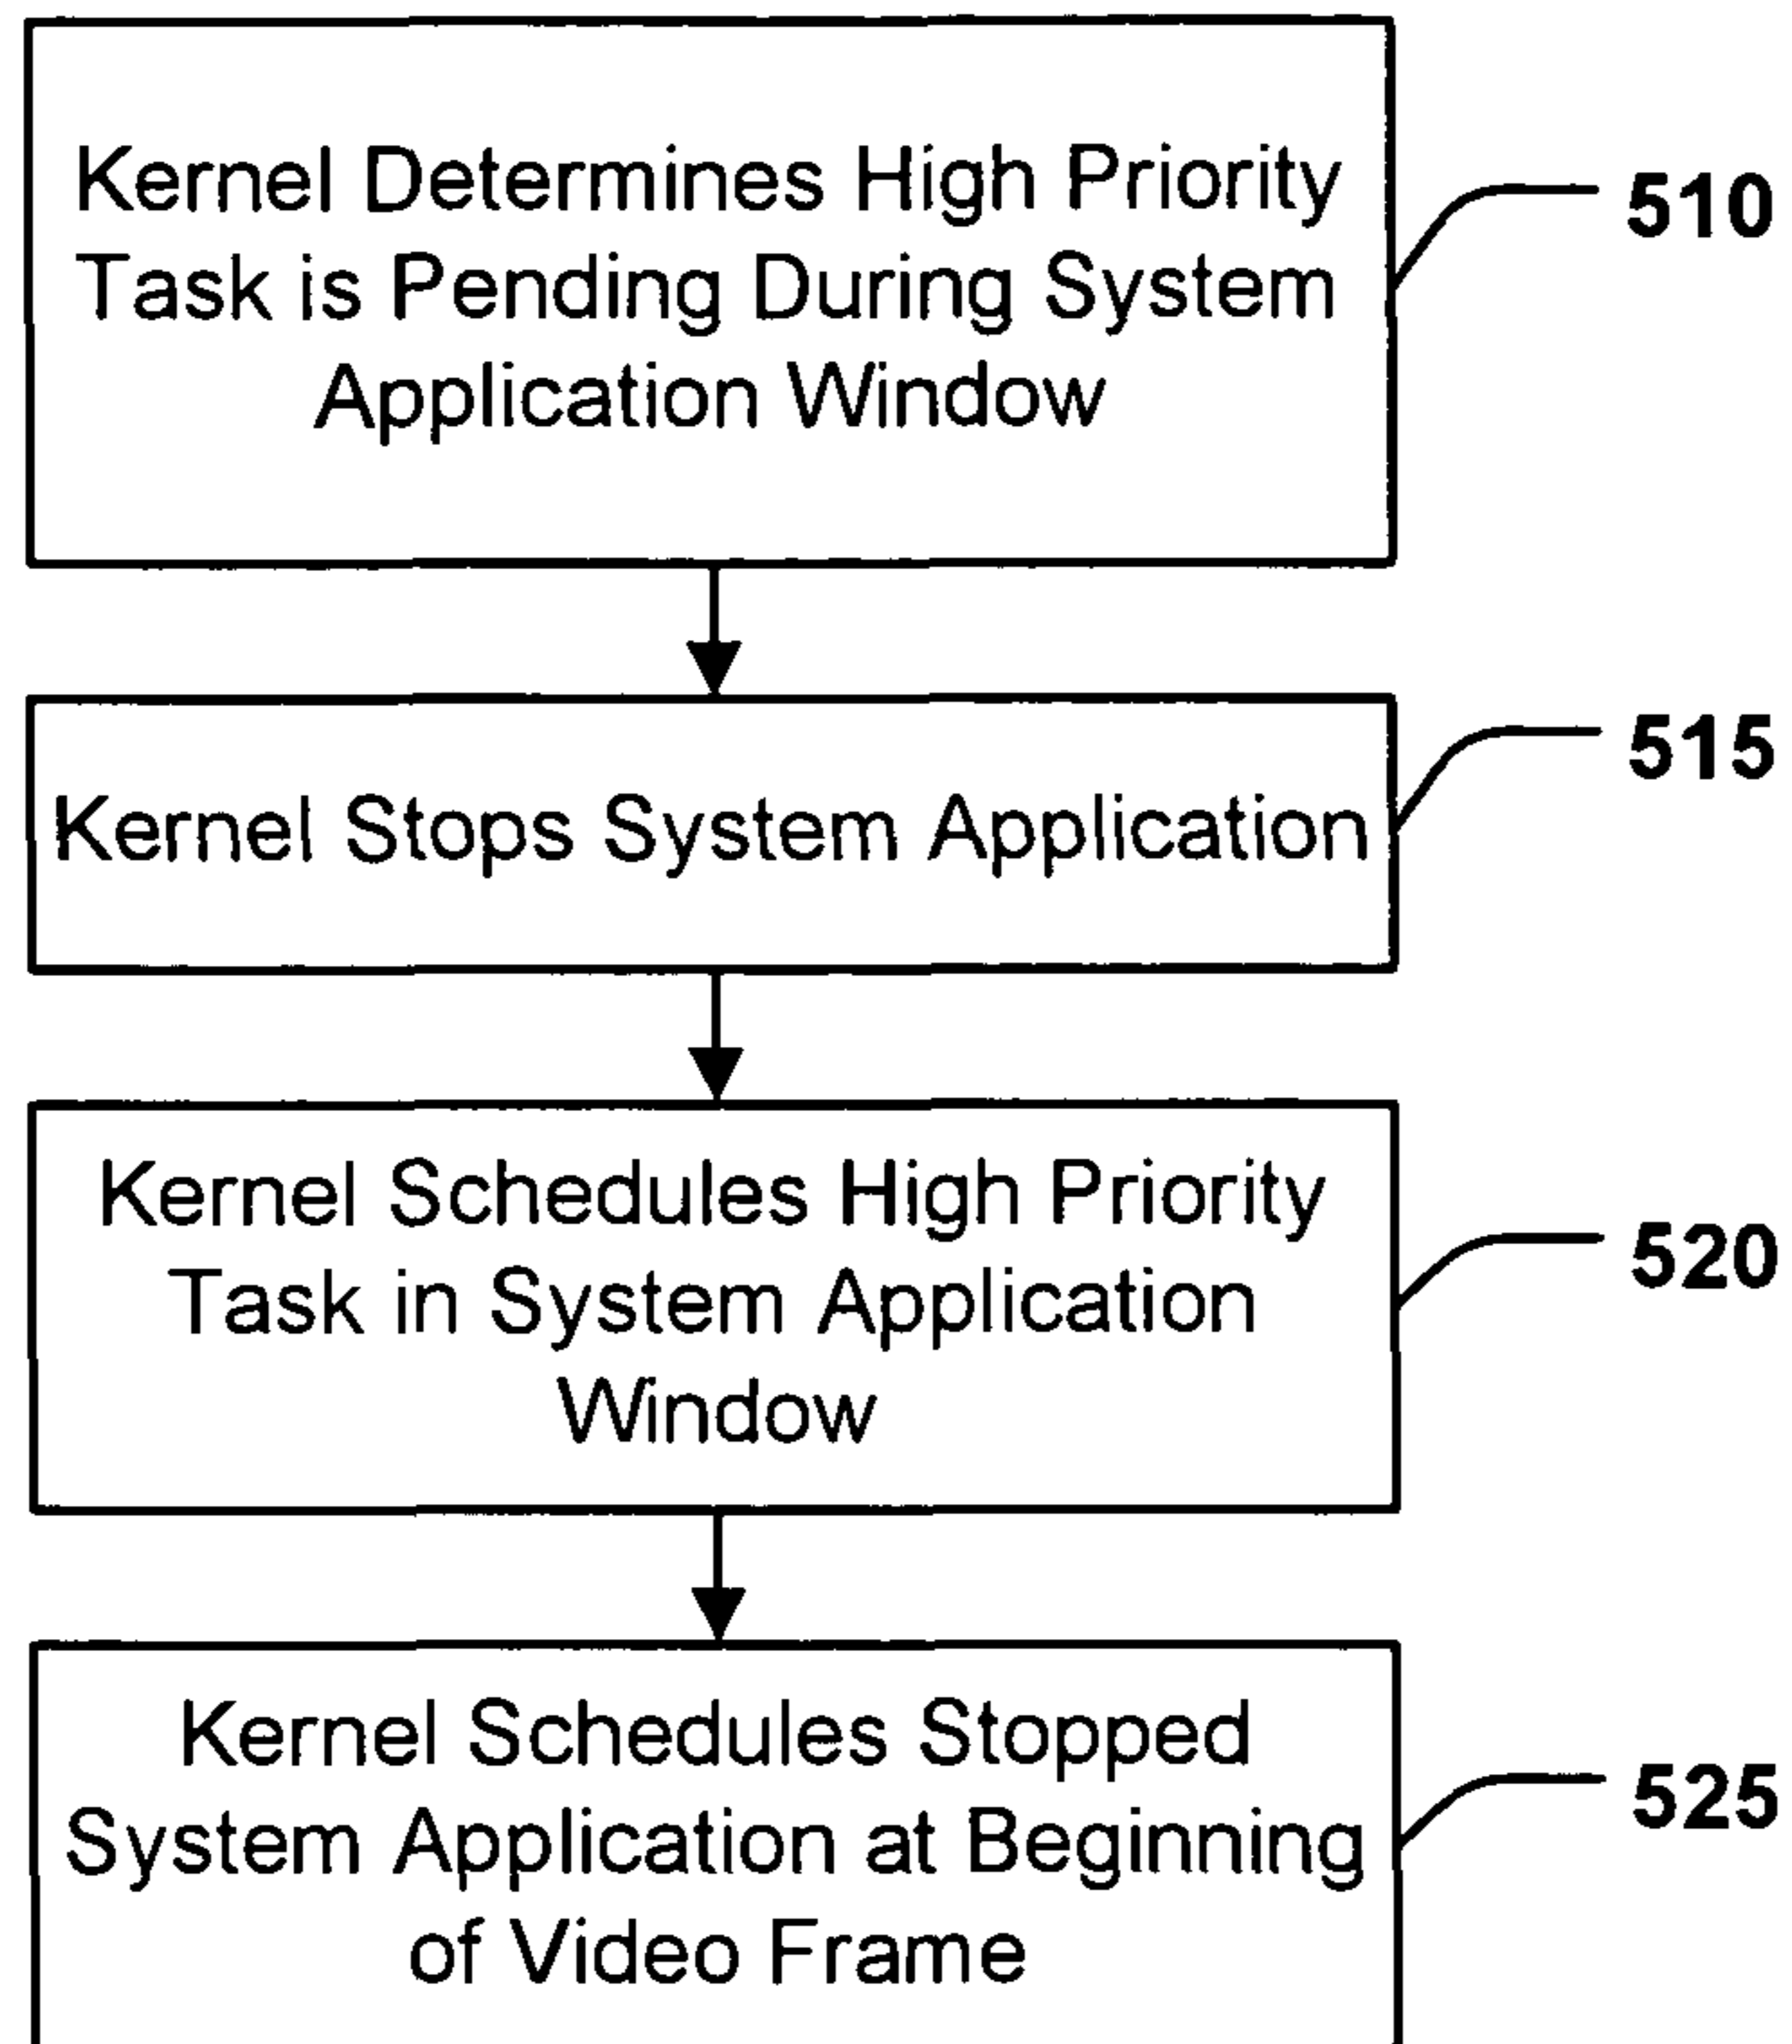 Kernel Determines High Priority
Task is Pending During System
Application Window
510
Kernel Stops System Application
515
Kernel Schedules High Priority
Task in System Application
Window
520
Kernel Schedules Stopped
System Application at Beginning
of Video Frame
525